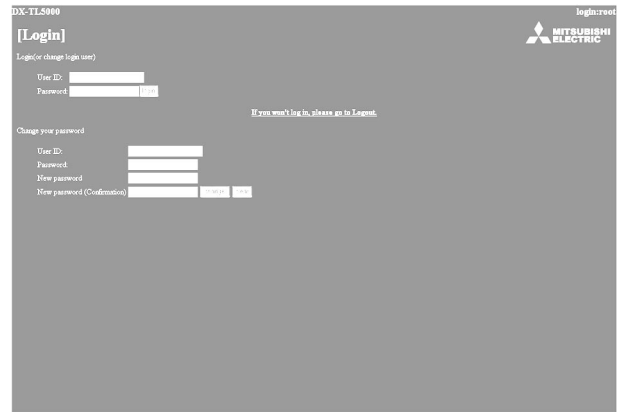 DX-TL5000
login:root
[Login]
MITSUBISHI
ELECTRIC
Login(or change login user)
User ID:
Password:
If you won't log in, please go to Logout.
Change your password
User ID:
Password:
New password
New password (Confirmation)